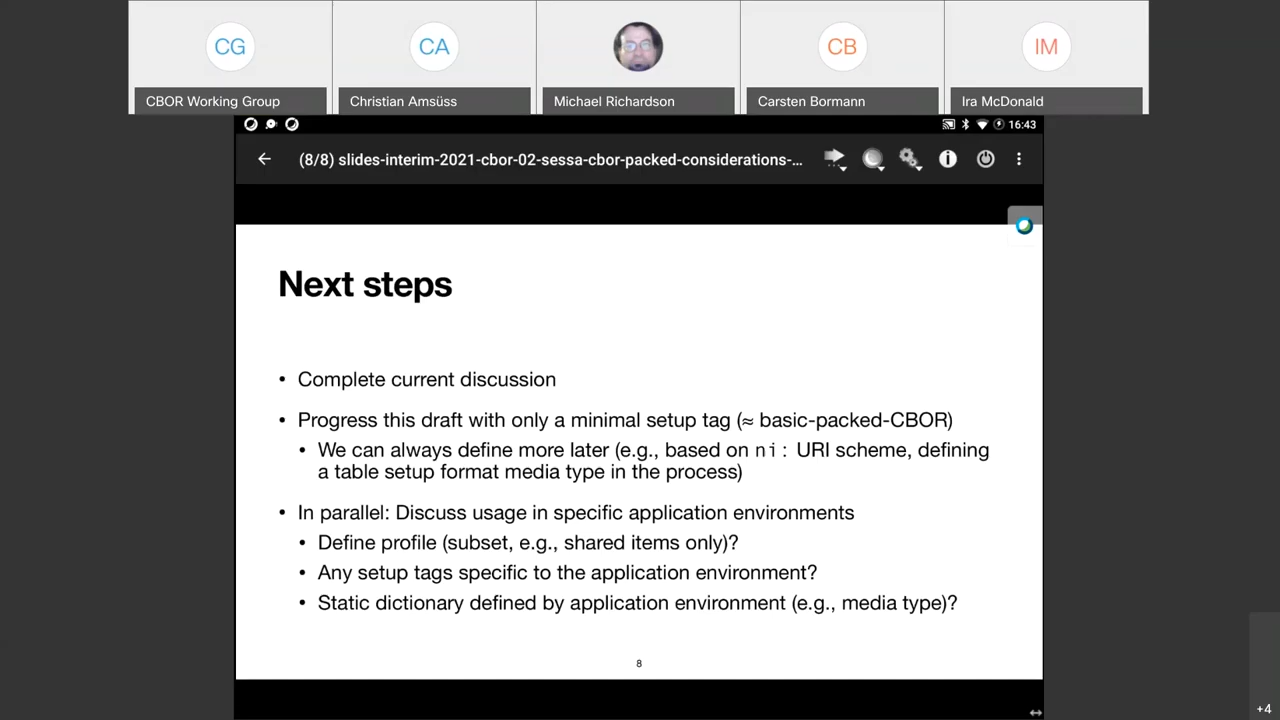 CG
CA
CB
IM
CBOR Working Group
Christian Amsüss
Michael Richardson
Carsten Bormann
Ira McDonald
16:43
(8/8) slides-interim-2021-cbor-02-sessa-cbor-packed-considerations-...
Next steps
• Complete current discussion
• Progress this draft with only a minimal setup tag (≈ basic-packed-CBOR)
• We can always define more later (e.g., based on ni: URI scheme, defining
a table setup format media type in the process)
• In parallel: Discuss usage in specific application environments
• Define profile (subset, e.g., shared items only)?
• Any setup tags specific to the application environment?
• Static dictionary defined by application environment (e.g., media type)?
8
+4